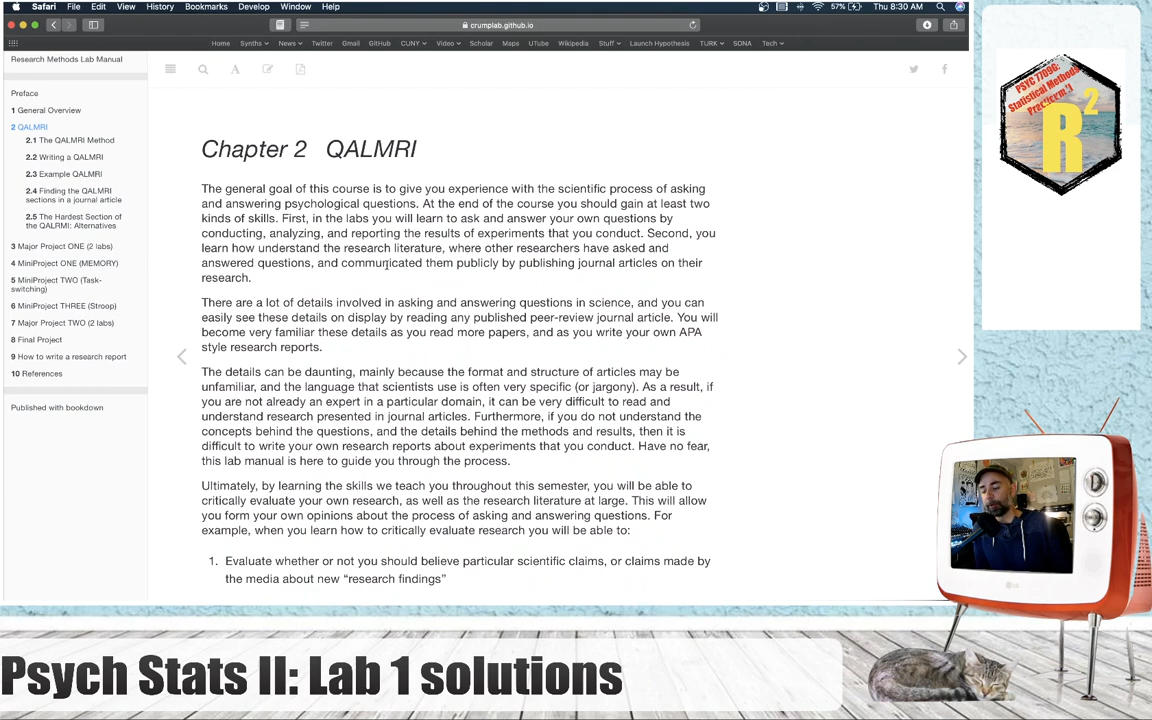 Safari File Edit View History Bookmarks Develop Window Help 57% Thu 8:30 AM
crumplab.github.io
Home Synths News Twitter Gmail GitHub CUNY Video Scholar Maps UTube Wikipedia Stuff Launch Hypothesis TURK SONA Tech
Research Methods Lab Manual
Preface
1 General Overview
2 QALMRI
2.1 The QALMRI Method
2.2 Writing a QALMRI
2.3 Example QALMRI
2.4 Finding the QALMRI
sections in a journal article
2.5 The Hardest Section of
the QALRMI: Alternatives
3 Major Project ONE (2 labs)
4 MiniProject ONE (MEMORY)
5 MiniProject TWO (Task-
switching)
6 MiniProject THREE (Stroop)
7 Major Project TWO (2 labs)
8 Final Project
9 How to write a research report
10 References
Published with bookdown
A
Chapter 2 QALMRI
The general goal of this course is to give you experience with the scientific process of asking
and answering psychological questions. At the end of the course you should gain at least two
kinds of skills. First, in the labs you will learn to ask and answer your own questions by
conducting, analyzing, and reporting the results of experiments that you conduct. Second, you
learn how understand the research literature, where other researchers have asked and
answered questions, and communicated them publicly by publishing journal articles on their
research.
There are a lot of details involved in asking and answering questions in science, and you can
easily see these details on display by reading any published peer-review journal article. You will
become very familiar these details as you read more papers, and as you write your own APA
style research reports.
The details can be daunting, mainly because the format and structure of articles may be
unfamiliar, and the language that scientists use is often very specific (or jargony). As a result, if
you are not already an expert in a particular domain, it can be very difficult to read and
understand research presented in journal articles. Furthermore, if you do not understand the
concepts behind the questions, and the details behind the methods and results, then it is
difficult to write your own research reports about experiments that you conduct. Have no fear,
this lab manual is here to guide you through the process.
Ultimately, by learning the skills we teach you throughout this semester, you will be able to
critically evaluate your own research, as well as the research literature at large. This will allow
you form your own opinions about the process of asking and answering questions. For
example, when you learn how to critically evaluate research you will be able to:
1. Evaluate whether or not you should believe particular scientific claims, or claims made by
the media about new “research findings”
PSYC 7709G:
Statistical Methods
Practicum I
R2
LG
Psych Stats II: Lab 1 solutions